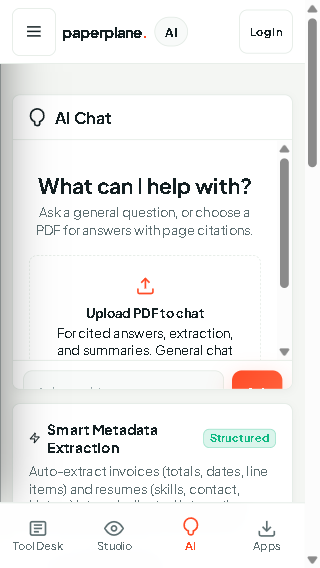 paperplane.
AI
Login
AI Chat
What can I help with?
Ask a general question, or choose a
PDF for answers with page citations.
Upload PDF to chat
For cited answers, extraction,
and summaries. General chat
Smart Metadata
Extraction
Structured
Auto-extract invoices (totals, dates, line
items) and resumes (skills, contact,
Tool Desk
Studio
AI
Apps